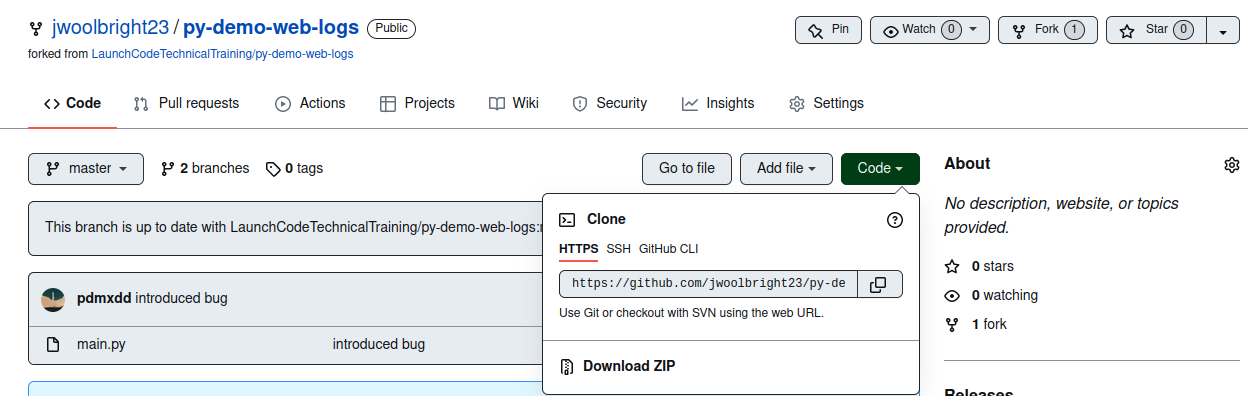 jwoolbright23 / py-demo-web-logs Public
Pin Watch 0 Fork 1 Star 0
forked from LaunchCodeTechnicalTraining/py-demo-web-logs
Code Pull requests Actions Projects Wiki Security Insights Settings
master 2 branches 0 tags Go to file Add file Code
This branch is up to date with LaunchCodeTechnicalTraining/py-demo-web-logs:
pdmxdd introduced bug
main.py introduced bug
Clone
HTTPS SSH GitHub CLI
https://github.com/jwoolbright23/py-de
Use Git or checkout with SVN using the web URL.
Download ZIP
About
No description, website, or topics
provided.
0 stars
0 watching
1 fork
Releases